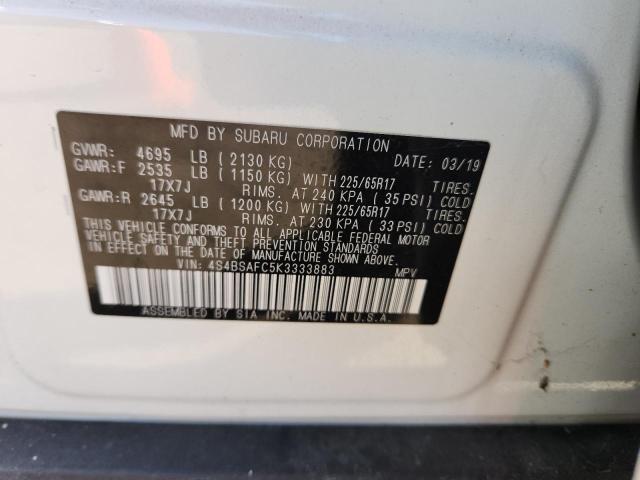 MFD BY SUBARU CORPORATION
GVWR: 4695 LB (2130 KG) DATE: 03/19
GAWR:F 2535 LB (1150 KG) WITH 225/65R17 TIRES.
17X7J RIMS. AT 240 KPA (35 PSI) COLD
GAWR:R 2645 LB (1200 KG) WITH 225/65R17 TIRES.
17X7J RIMS. AT 230 KPA (33 PSI) COLD
THIS VEHICLE CONFORMS TO ALL APPLICABLE FEDERAL MOTOR
VEHICLE SAFETY AND THEFT PREVENTION STANDARDS
IN EFFECT ON THE DATE OF MANUFACTURE SHOWN ABOVE.
VIN: 4S4BSAFC5K3333883 MPV
ASSEMBLED BY SIA INC. MADE IN U.S.A.